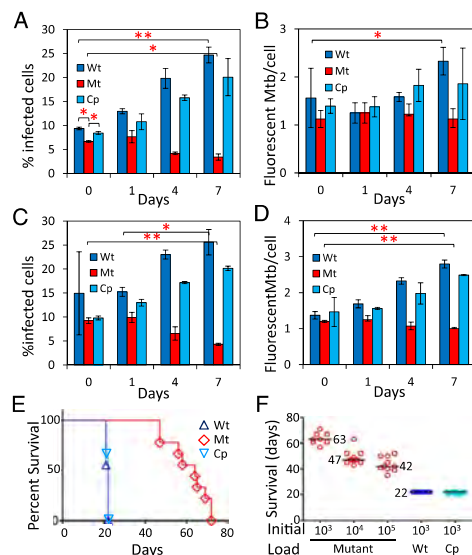 A
% infected cells
30
25
20
15
10
5
0
** 
*
* *
Wt
Mt
Cp
0 1 4 7
Days
B
Fluorescent Mtb/cell
3
2
1
0
*
Wt
Mt
Cp
0 1 4 7
Days
C
%infected cells
30
25
20
15
10
5
0
*
**
Wt
Mt
Cp
0 1 4 7
Days
D
FluorescentMtb/cell
4
3
2
1
0
**
**
Wt
Mt
Cp
0 1 4 7
Days
E
Percent Survival
100
50
0
Wt
Mt
Cp
0 20 40 60 80
Days
F
Survival (days)
80
60
40
20
0
63
47
42
22
Initial 10³ 10⁴ 10⁵ 10³ 10³
Load Mutant Wt Cp